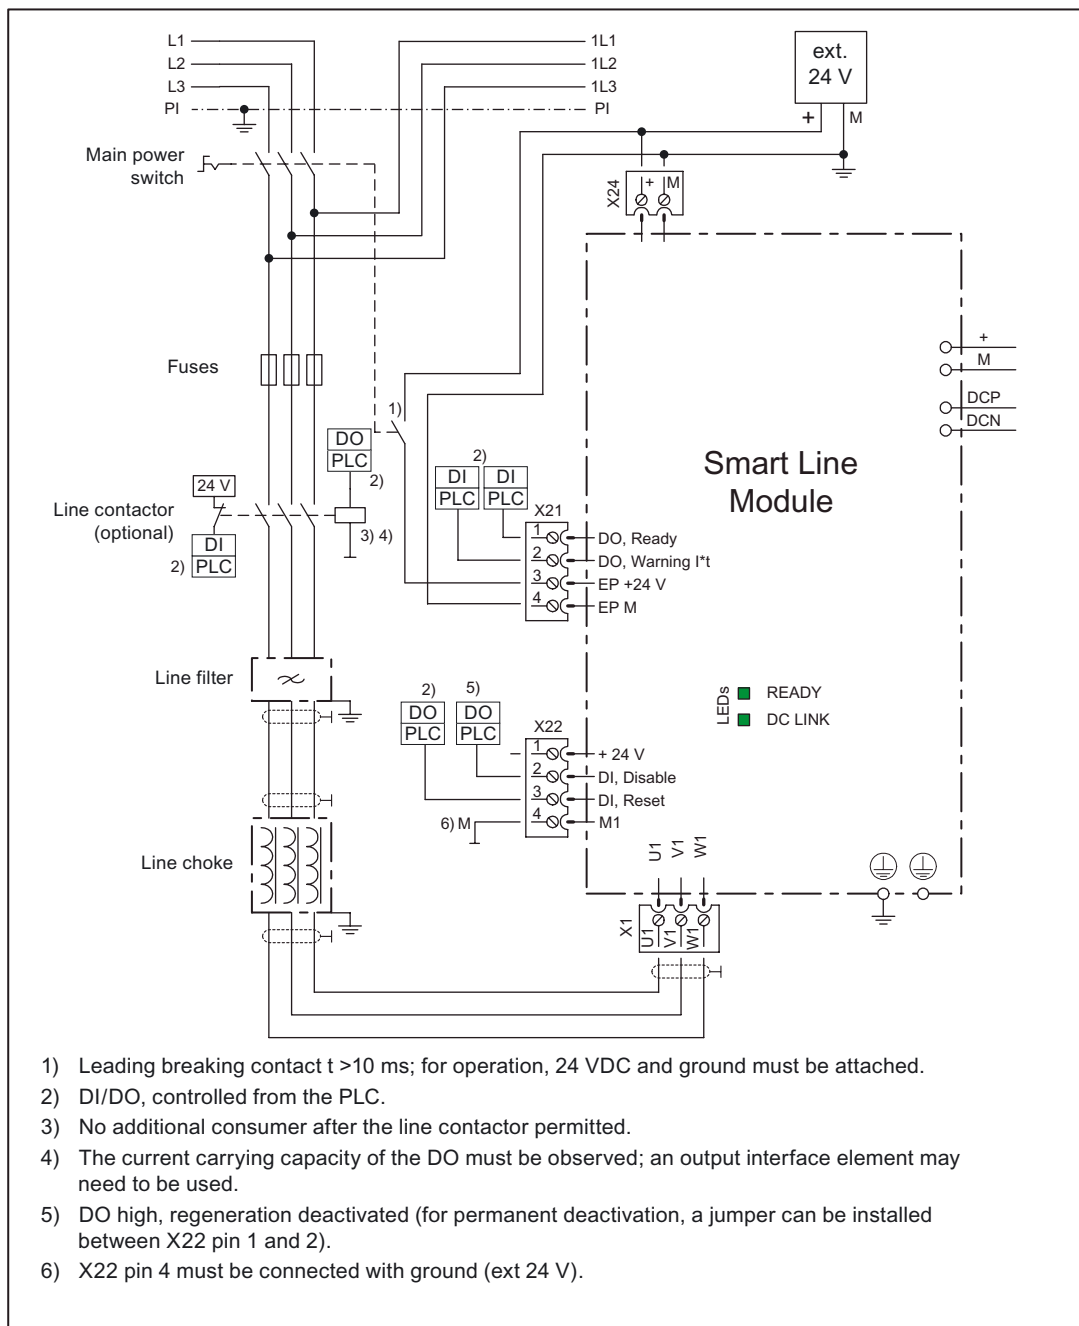 L1
1L1
L2
1L2
L3
1L3
PI
PI
ext.
24 V
+
M
Main power
switch
X24
+
M
Fuses
+
M
DCP
DCN
1)
DO
PLC
2)
Smart Line
Module
2)
DI
PLC
DI
PLC
24 V
Line contactor
(optional)
3) 4)
DI
2) PLC
X21
1
DO, Ready
2
DO, Warning I*t
3
EP +24 V
4
EP M
Line filter
LEDs
READY
DC LINK
2)
DO
PLC
5)
DO
PLC
X22
1
+ 24 V
2
DI, Disable
3
DI, Reset
4
M1
6) M
Line choke
U1
V1
W1
X1
U1
V1
W1
1) Leading breaking contact t >10 ms; for operation, 24 VDC and ground must be attached.
2) DI/DO, controlled from the PLC.
3) No additional consumer after the line contactor permitted.
4) The current carrying capacity of the DO must be observed; an output interface element may
need to be used.
5) DO high, regeneration deactivated (for permanent deactivation, a jumper can be installed
between X22 pin 1 and 2).
6) X22 pin 4 must be connected with ground (ext 24 V).